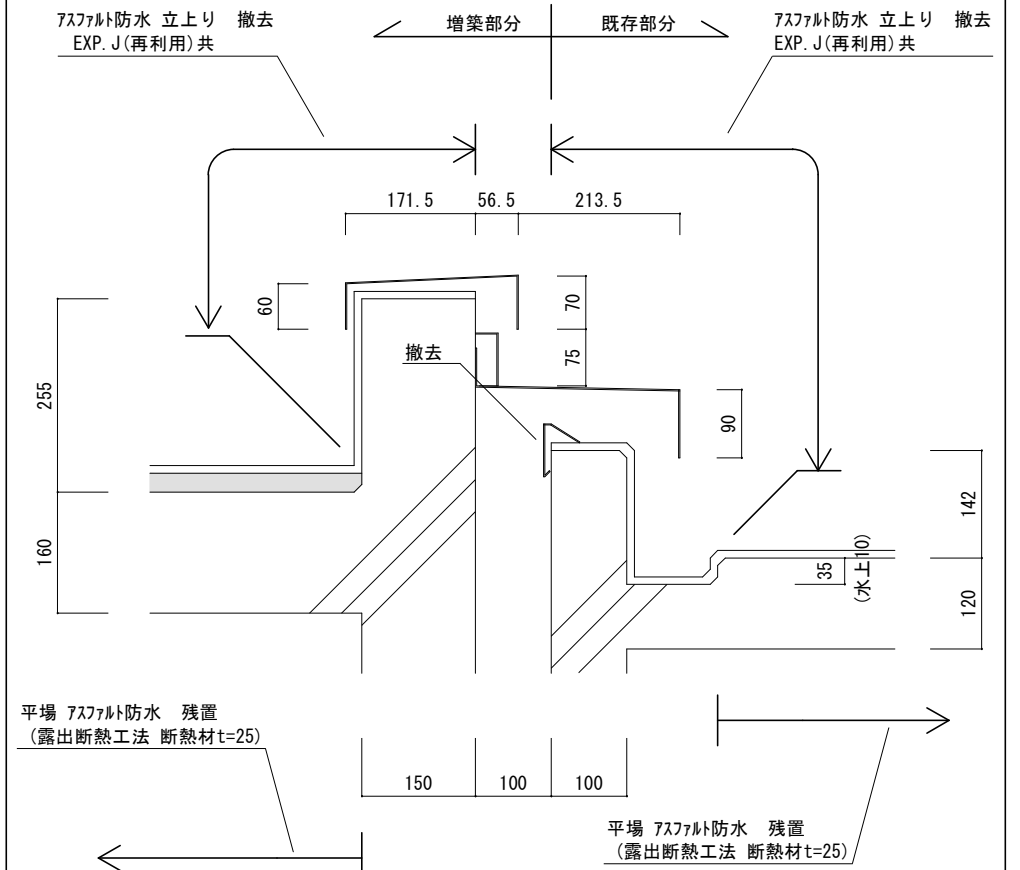 ｱｽﾌｧﾙﾄ防水 立上り　撤去
EXP.J(再利用)共
増築部分
既存部分
ｱｽﾌｧﾙﾄ防水 立上り　撤去
EXP.J(再利用)共
171.5
56.5
213.5
60
70
75
撤去
90
255
160
142
35
(水上10)
120
平場 ｱｽﾌｧﾙﾄ防水　残置
(露出断熱工法 断熱材t=25)
150
100
100
平場 ｱｽﾌｧﾙﾄ防水　残置
(露出断熱工法 断熱材t=25)